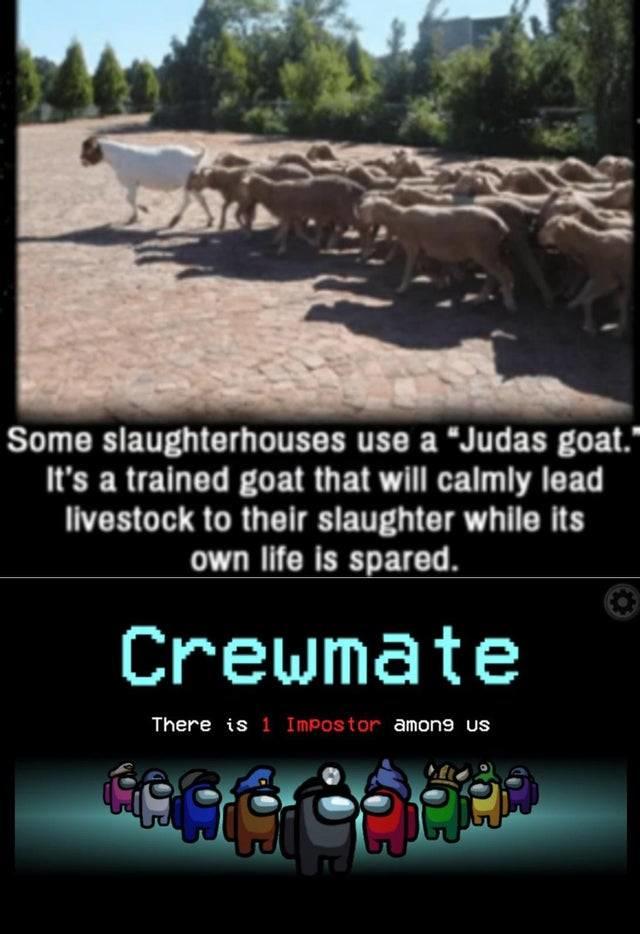 Some slaughterhouses use a “Judas goat.”
It’s a trained goat that will calmly lead
livestock to their slaughter while its
own life is spared.
Crewmate
There is 1 Impostor among us